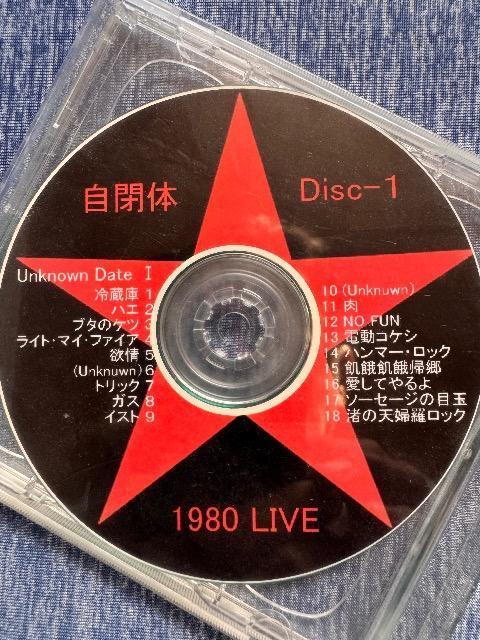 自閉体
Disc-1
Unknown Date I
冷蔵庫 1
ハエ 2
ブタのケツ 3
ライト・マイ・ファイア 4
欲情 5
(Unknuwn) 6
トリック 7
ガス 8
イスト 9
10 (Unknuwn)
11 肉
12 NO FUN
13 電動コケシ
14 ハンマー・ロック
15 飢餓飢餓帰郷
16 愛してやるよ
17 ソーセージの目玉
18 渚の天婦羅ロック
1980 LIVE